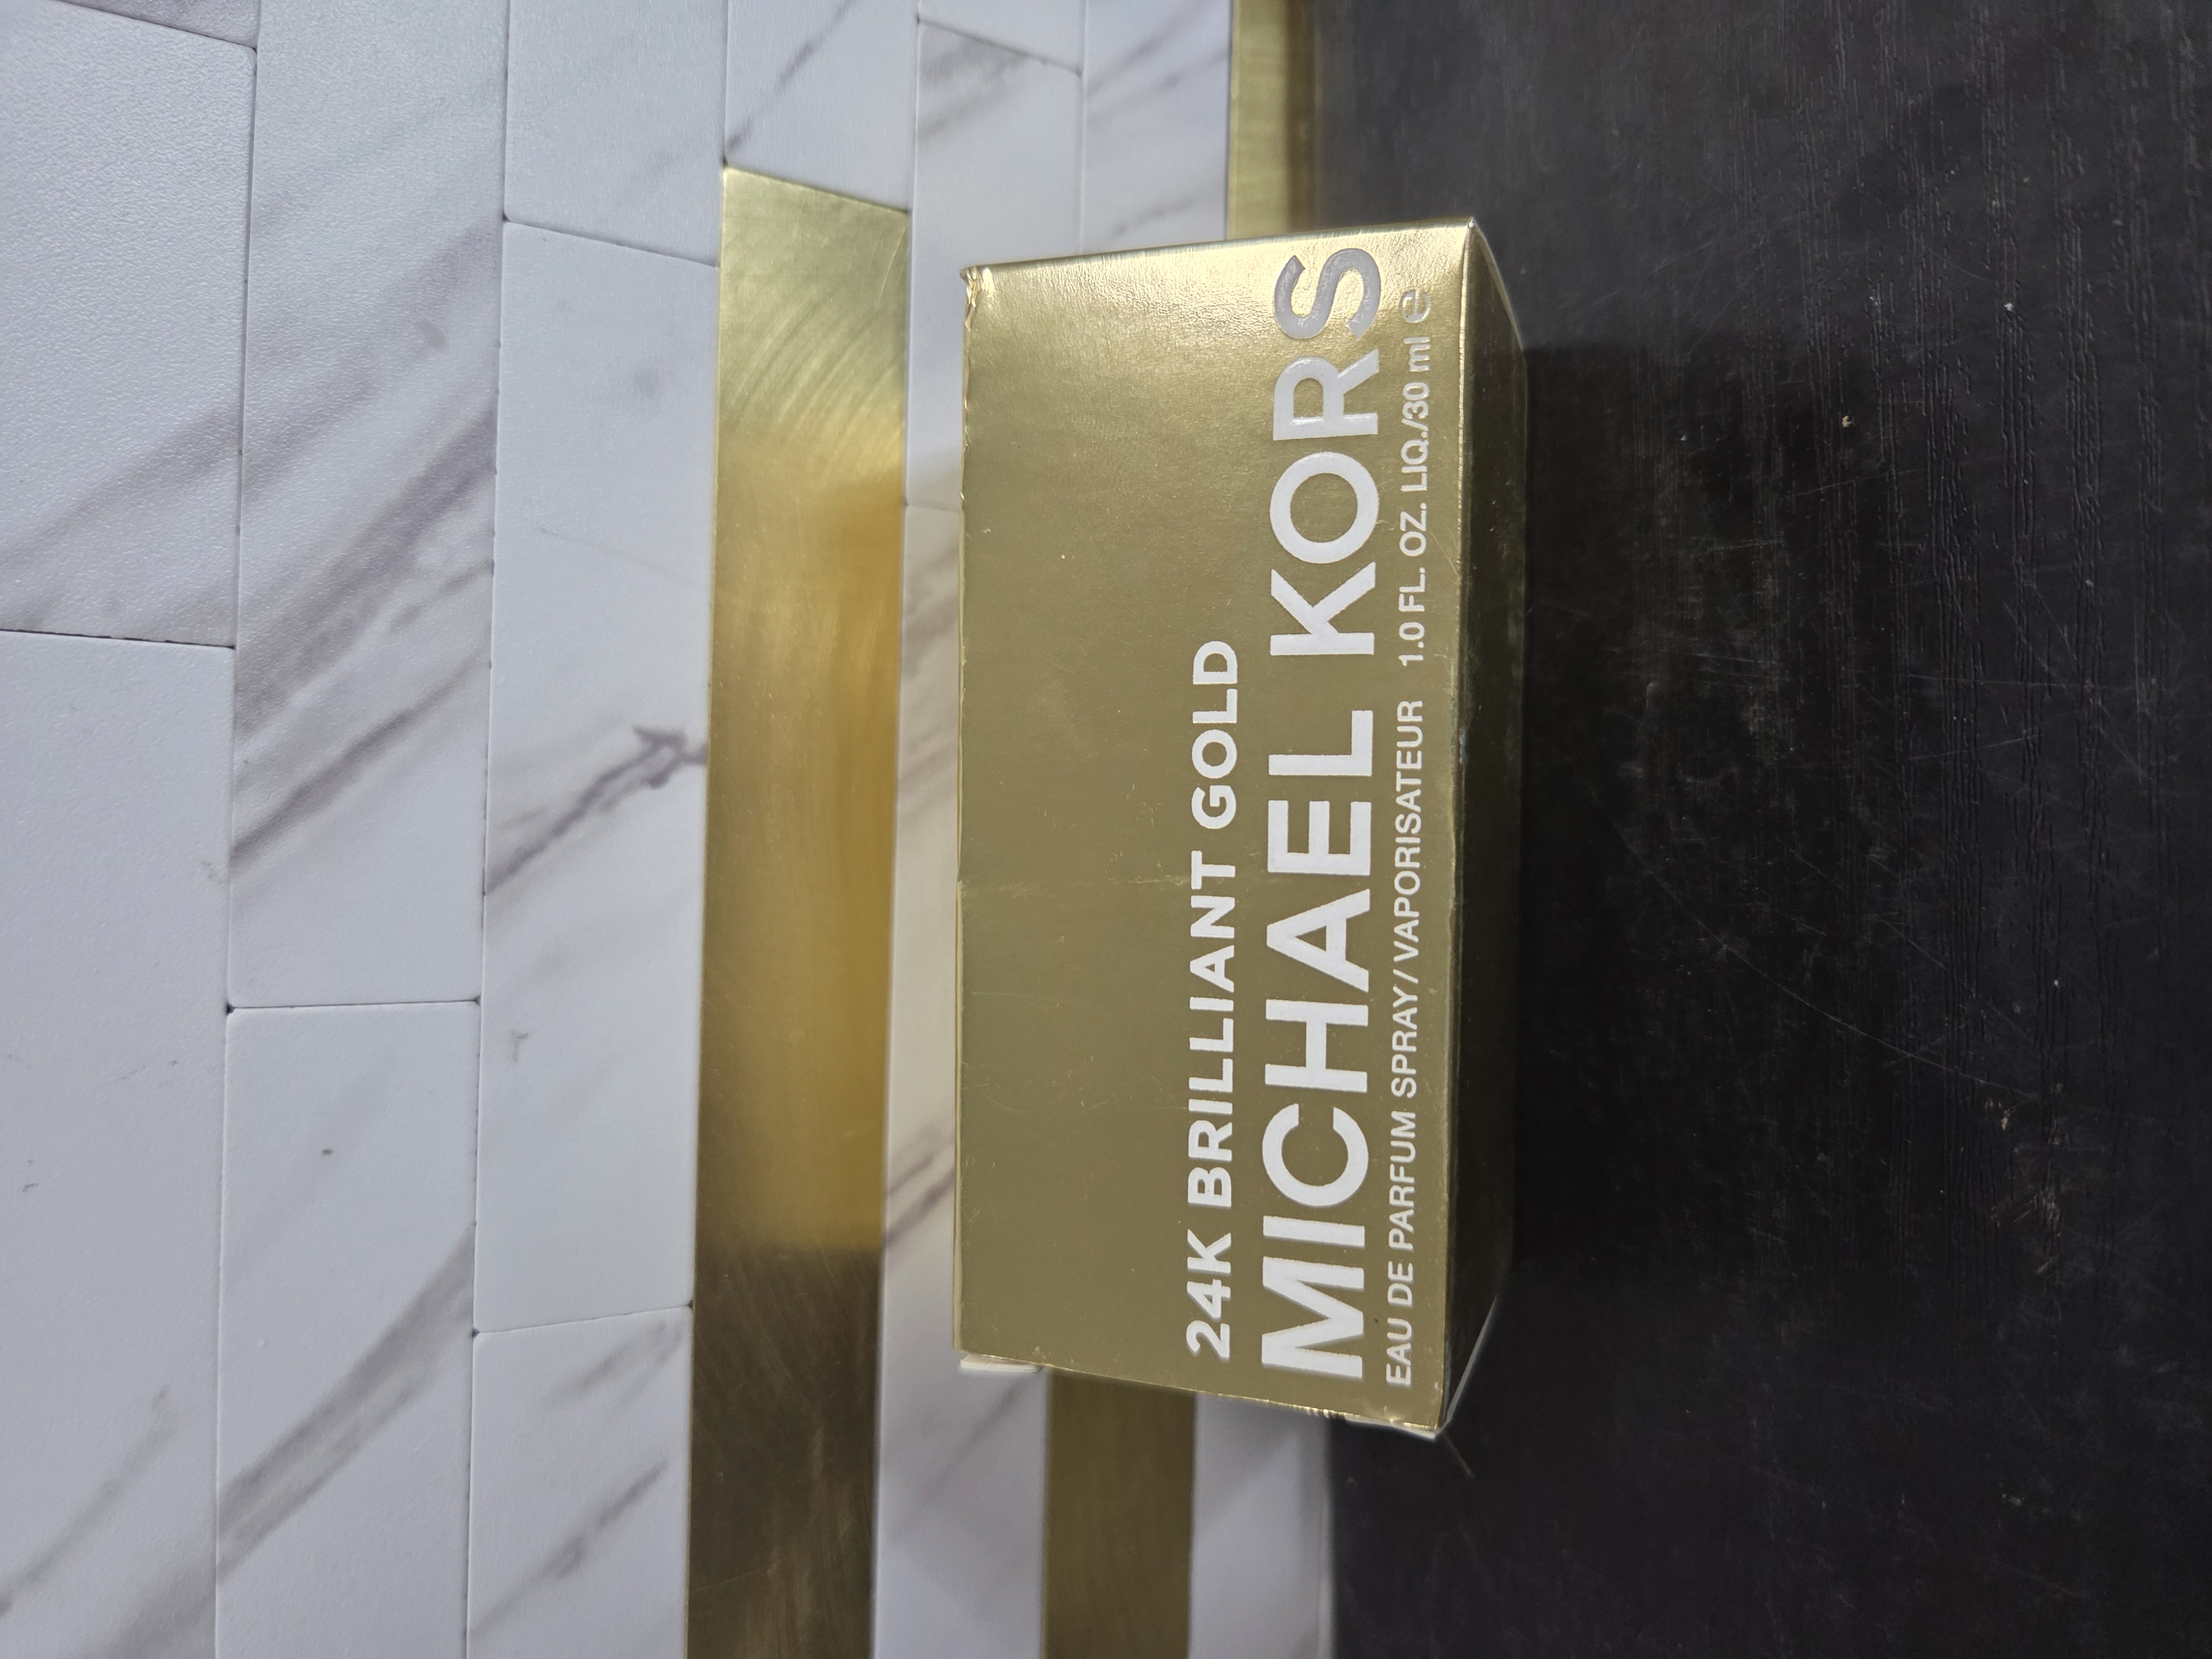 24K BRILLIANT GOLD
MICHAEL KORS
EAU DE PARFUM SPRAY/VAPORISATEUR 1.0 FL. OZ. LIQ./30 ml ℮